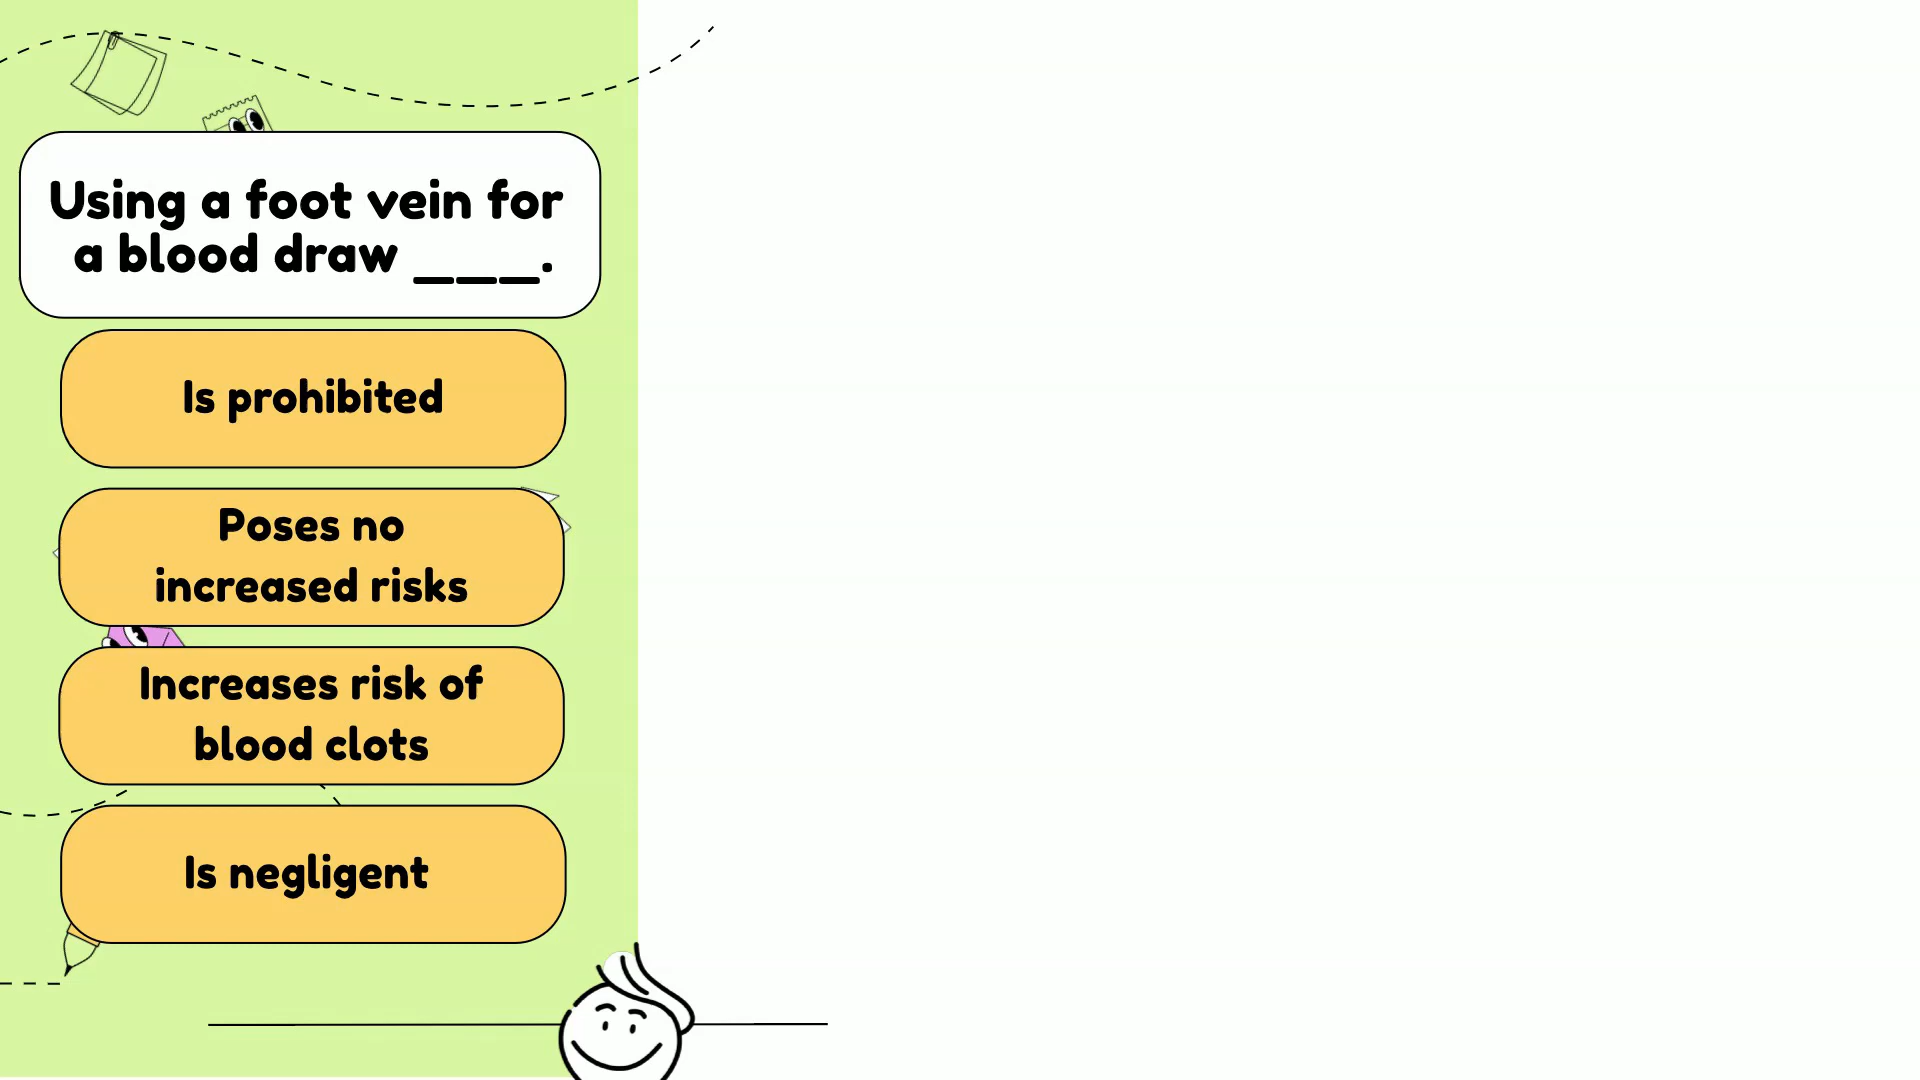 Using a foot vein for
a blood draw ___.
Is prohibited
Poses no
increased risks
Increases risk of
blood clots
Is negligent